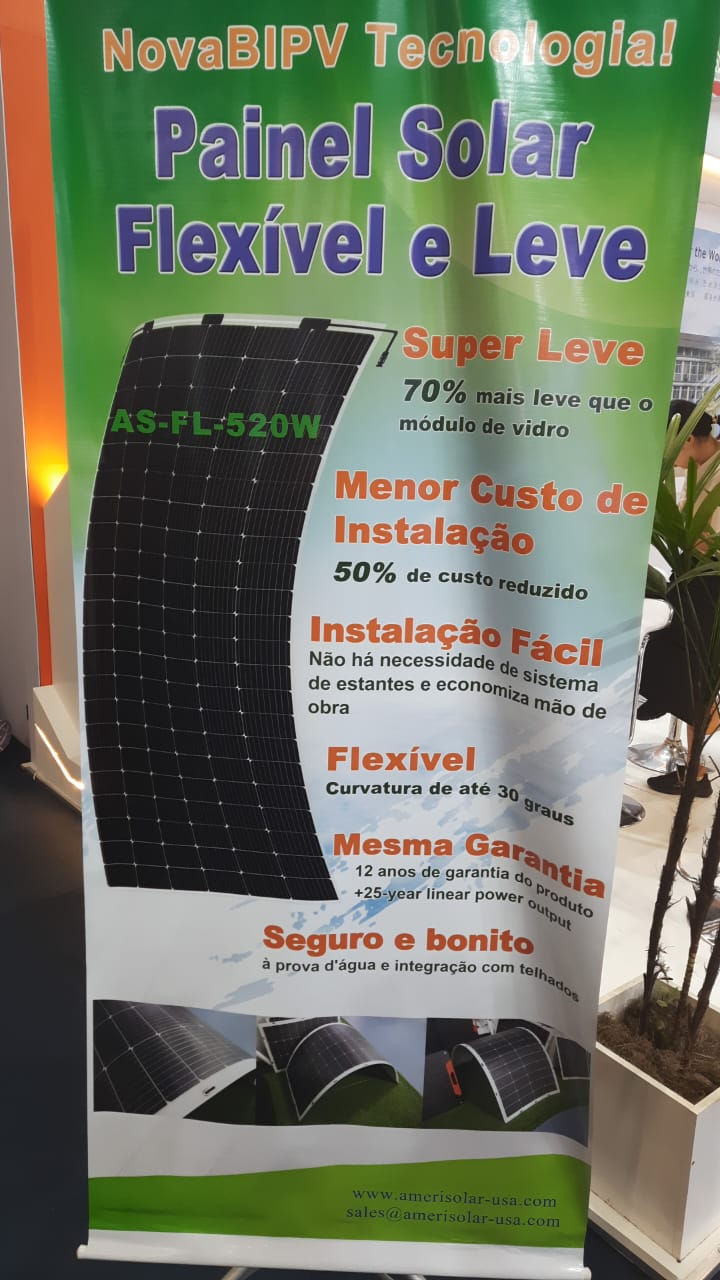 NovaBIPV Tecnologia!
Painel Solar
Flexível e Leve
AS-FL-520W
Super Leve
70% mais leve que o
módulo de vidro
Menor Custo de
Instalação
50% de custo reduzido
Instalação Fácil
Não há necessidade de sistema
de estantes e economiza mão de
obra
Flexível
Curvatura de até 30 graus
Mesma Garantia
12 anos de garantia do produto
+25-year linear power output
Seguro e bonito
à prova d'água e integração com telhados
www.amerisolar-usa.com
sales@amerisolar-usa.com
the Wo